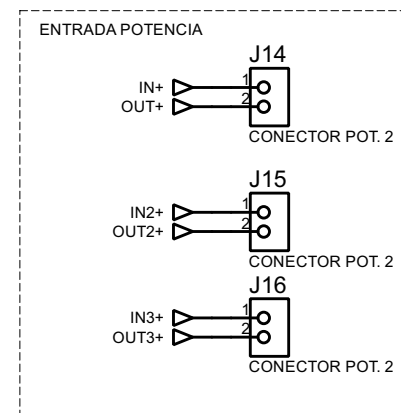 ENTRADA POTENCIA
J14
IN+ 1
OUT+ 2
CONECTOR POT. 2
J15
IN2+ 1
OUT2+ 2
CONECTOR POT. 2
J16
IN3+ 1
OUT3+ 2
CONECTOR POT. 2